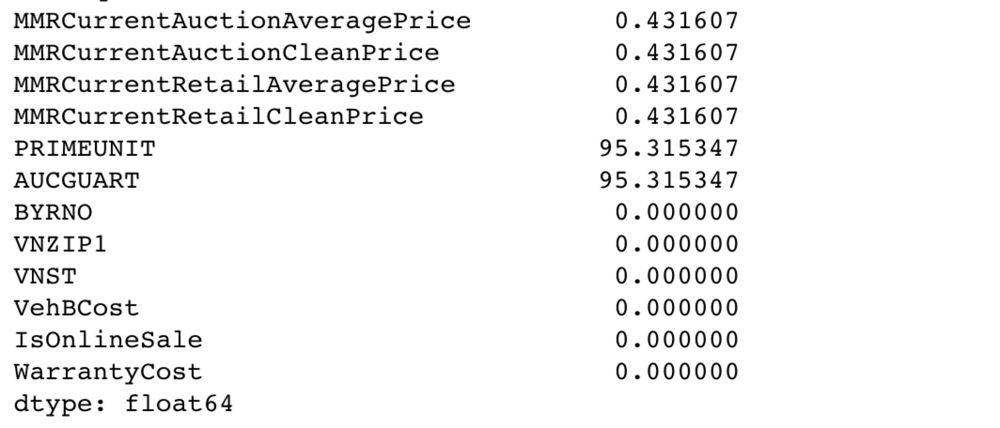 MMRCurrentAuctionAveragePrice 0.431607
MMRCurrentAuctionCleanPrice 0.431607
MMRCurrentRetailAveragePrice 0.431607
MMRCurrentRetailCleanPrice 0.431607
PRIMEUNIT 95.315347
AUCGUART 95.315347
BYRNO 0.000000
VNZIP1 0.000000
VNST 0.000000
VehBCost 0.000000
IsOnlineSale 0.000000
WarrantyCost 0.000000
dtype: float64